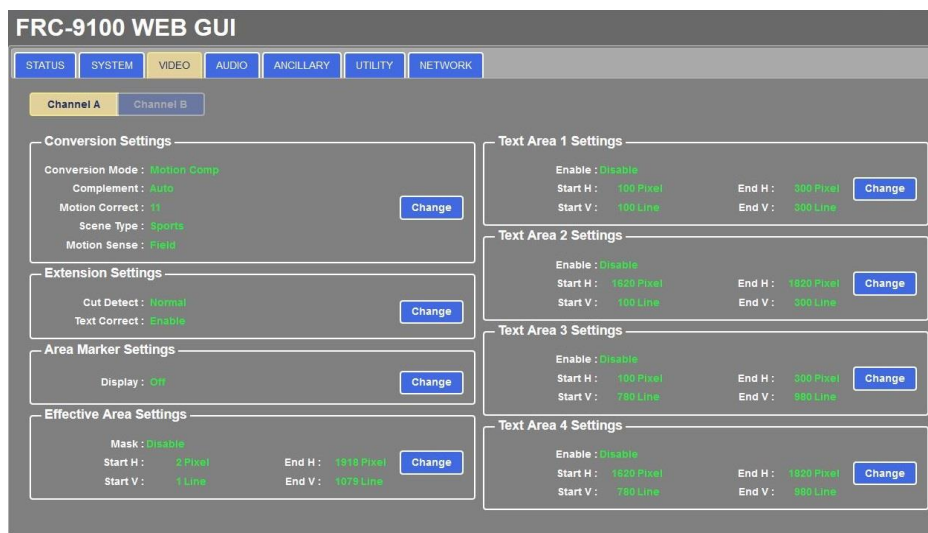 FRC-9100 WEB GUI
STATUS SYSTEM VIDEO AUDIO ANCILLARY UTILITY NETWORK
Channel A Channel B
Conversion Settings
Conversion Mode : Motion Comp
Complement : Auto
Motion Correct : 11
Scene Type : Sports
Motion Sense : Field
Change
Extension Settings
Cut Detect : Normal
Text Correct : Enable
Change
Area Marker Settings
Display : Off
Change
Effective Area Settings
Mask : Disable
Start H : 2 Pixel End H : 1918 Pixel
Start V : 1 Line End V : 1079 Line
Change
Text Area 1 Settings
Enable : Disable
Start H : 100 Pixel End H : 300 Pixel
Start V : 100 Line End V : 300 Line
Change
Text Area 2 Settings
Enable : Disable
Start H : 1620 Pixel End H : 1820 Pixel
Start V : 100 Line End V : 300 Line
Change
Text Area 3 Settings
Enable : Disable
Start H : 100 Pixel End H : 300 Pixel
Start V : 780 Line End V : 980 Line
Change
Text Area 4 Settings
Enable : Disable
Start H : 1620 Pixel End H : 1820 Pixel
Start V : 780 Line End V : 980 Line
Change